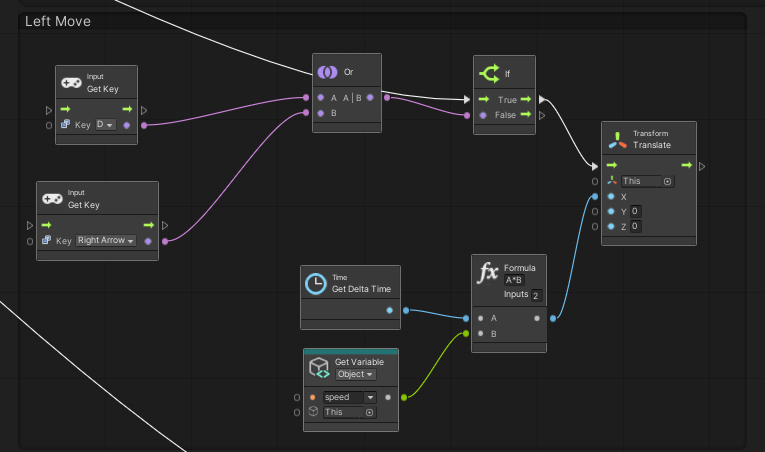 Left Move
Input
Get Key
Key D
Input
Get Key
Key Right Arrow
Or
A A|B
B
If
True
False
Transform
Translate
This
X
Y 0
Z 0
Time
Get Delta Time
Formula
A*B
Inputs 2
A
B
Get Variable
Object
speed
This